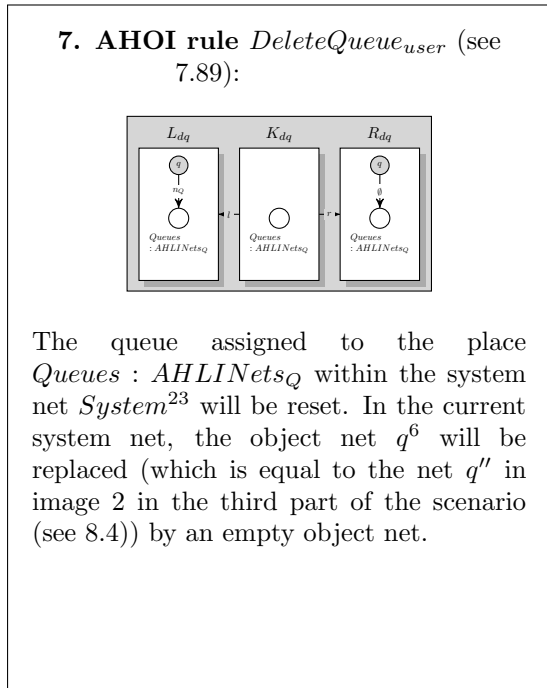 7. AHOI rule DeleteQueue_user (see
7.89):
L_dq K_dq R_dq
q q
n_Q ∅
l r
Queues Queues Queues
: AHLINets_Q : AHLINets_Q : AHLINets_Q
The queue assigned to the place
Queues : AHLINets_Q within the system
net System^23 will be reset. In the current
system net, the object net q^6 will be
replaced (which is equal to the net q′′ in
image 2 in the third part of the scenario
(see 8.4)) by an empty object net.